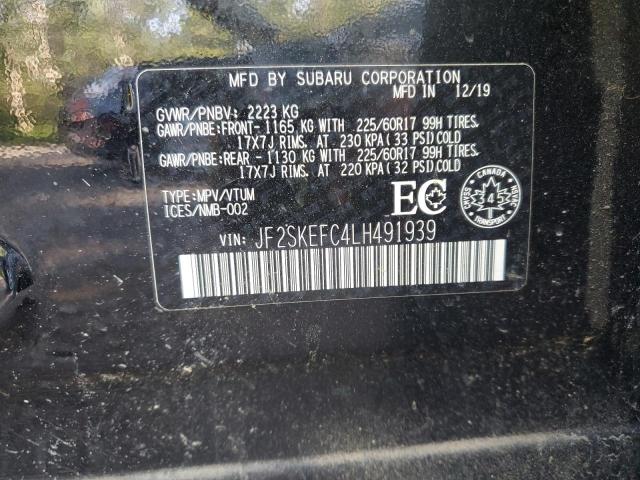 MFD BY SUBARU CORPORATION
MFD IN 12/19
GVWR/PNBV: 2223 KG
GAWR/PNBE:FRONT-1165 KG WITH 225/60R17 99H TIRES.
17X7J RIMS. AT 230 KPA(33 PSI)COLD
GAWR/PNBE:REAR -1130 KG WITH 225/60R17 99H TIRES.
17X7J RIMS. AT 220 KPA(32 PSI)COLD
TYPE:MPV/VTUM
ICES/NMB-002
EC
CANADA
345
TRANSPORT
VIN: JF2SKEFC4LH491939